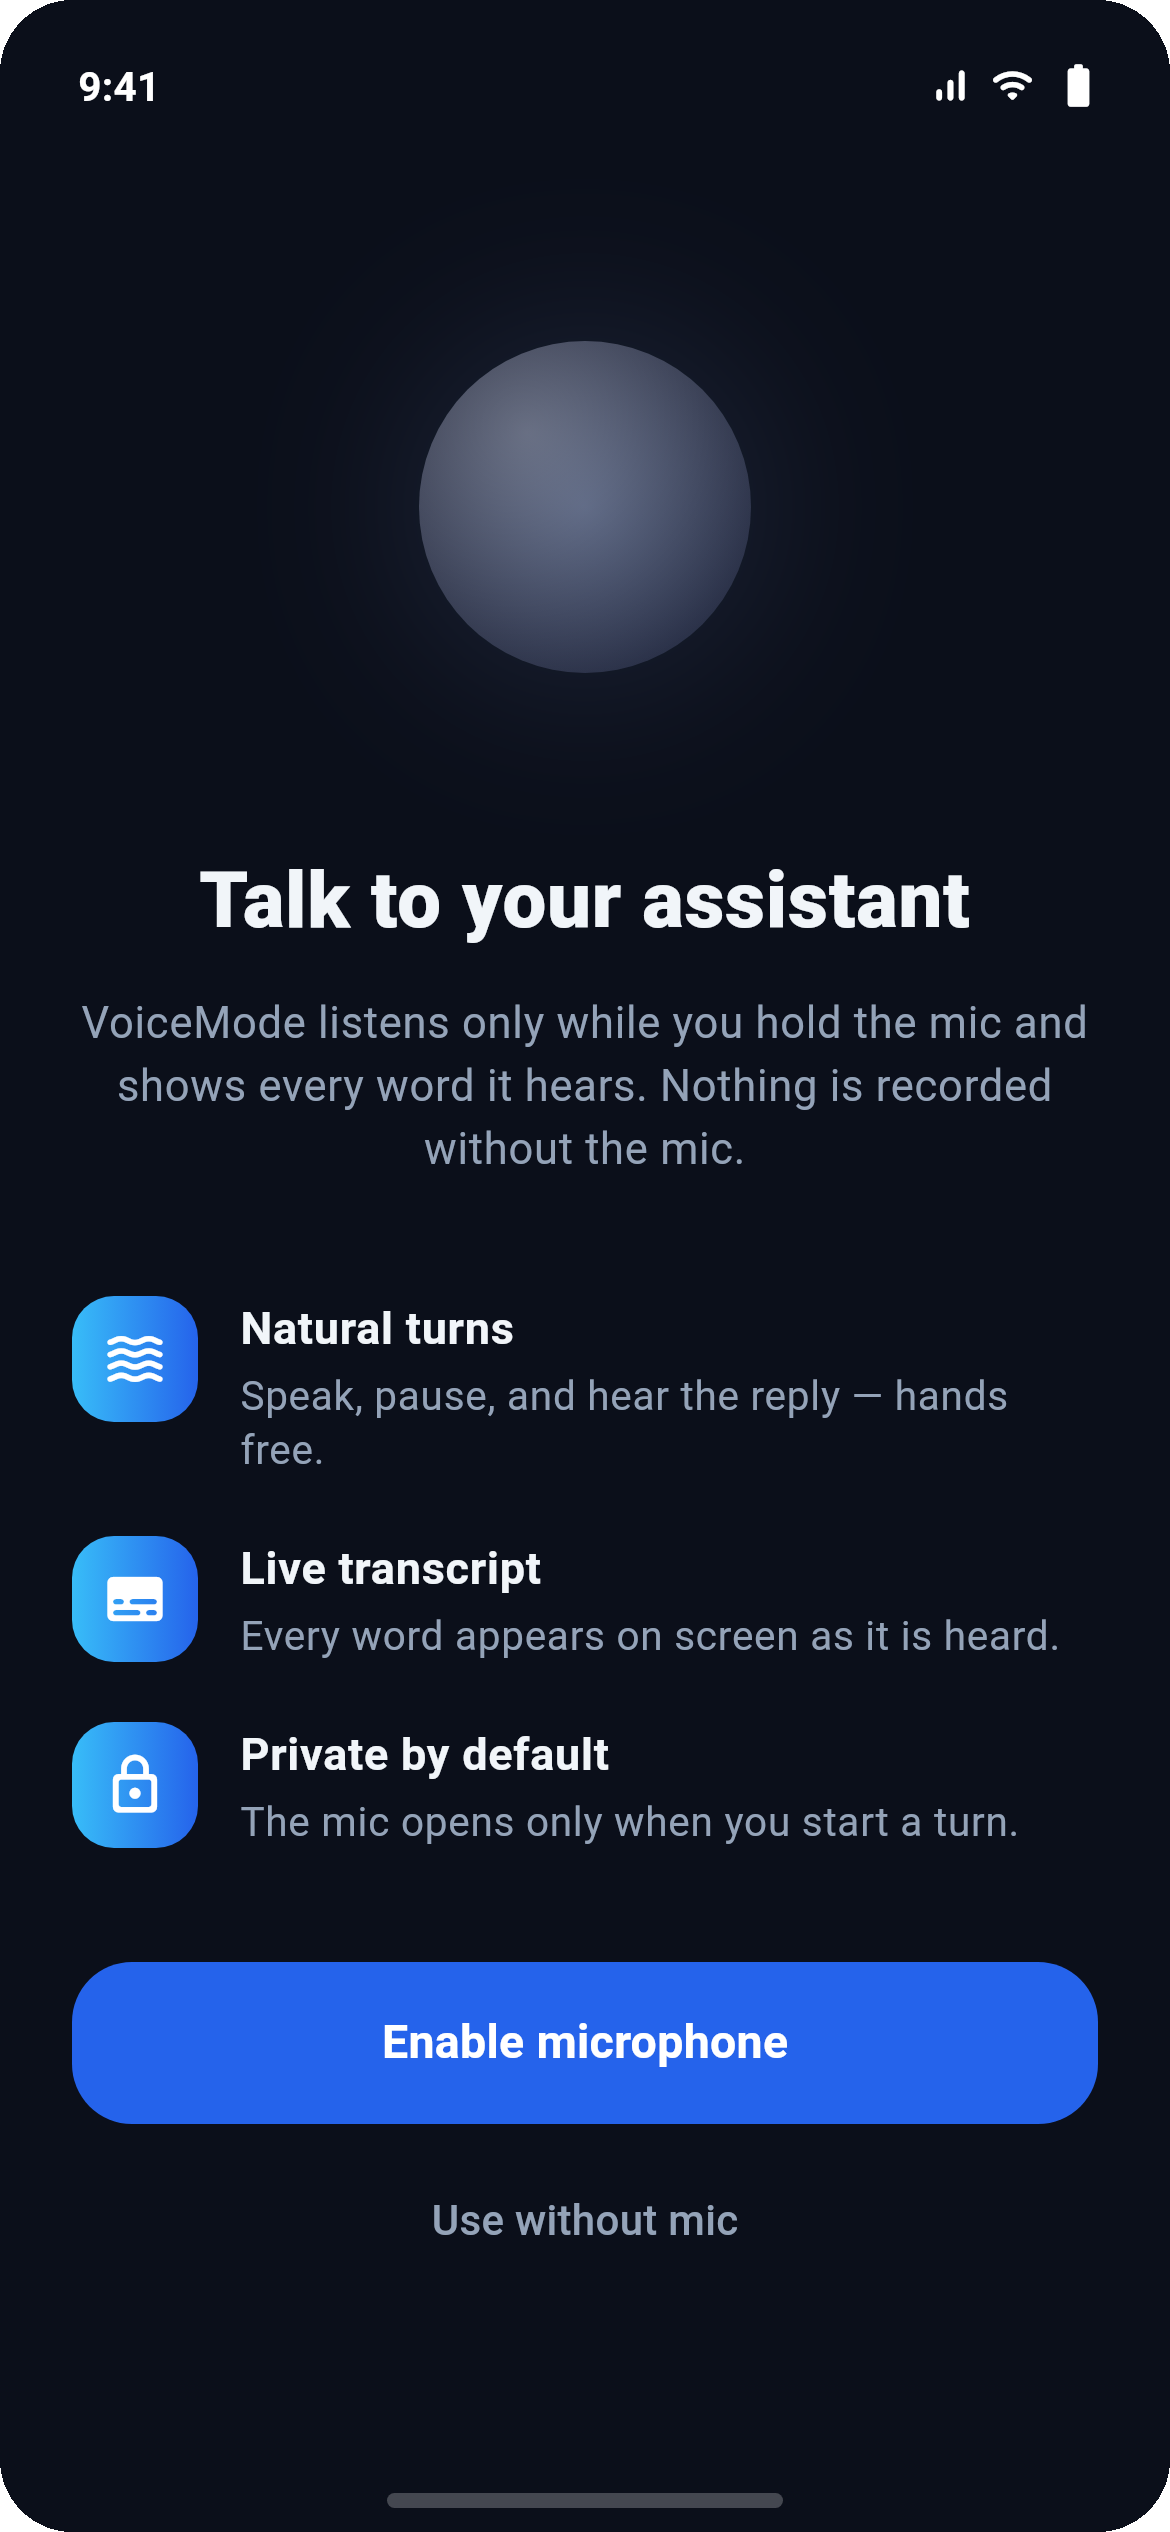 9:41
Talk to your assistant
VoiceMode listens only while you hold the mic and
shows every word it hears. Nothing is recorded
without the mic.
Natural turns
Speak, pause, and hear the reply — hands
free.
Live transcript
Every word appears on screen as it is heard.
Private by default
The mic opens only when you start a turn.
Enable microphone
Use without mic